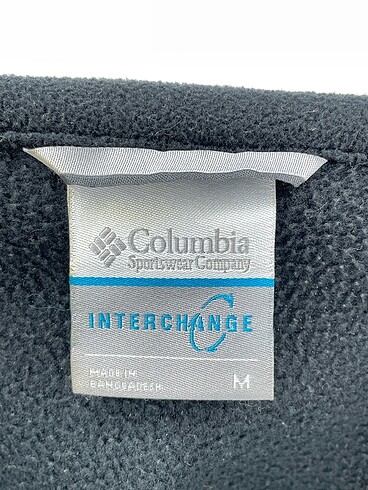 Columbia
Sportswear Company
INTERCHANGE
MADE IN
BANGLADESH
M